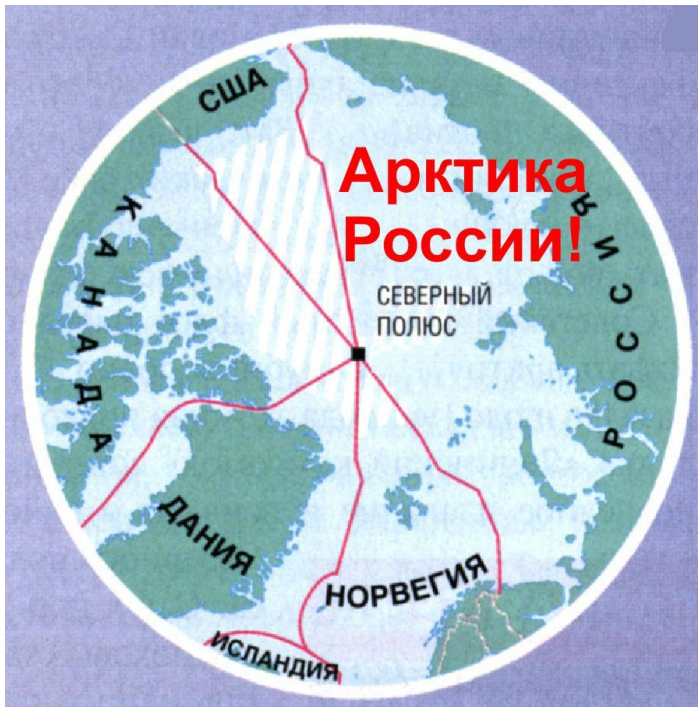 США
Арктика
России!
КАНАДА
РОССИЯ
СЕВЕРНЫЙ
ПОЛЮС
ДАНИЯ
НОРВЕГИЯ
ИСЛАНДИЯ